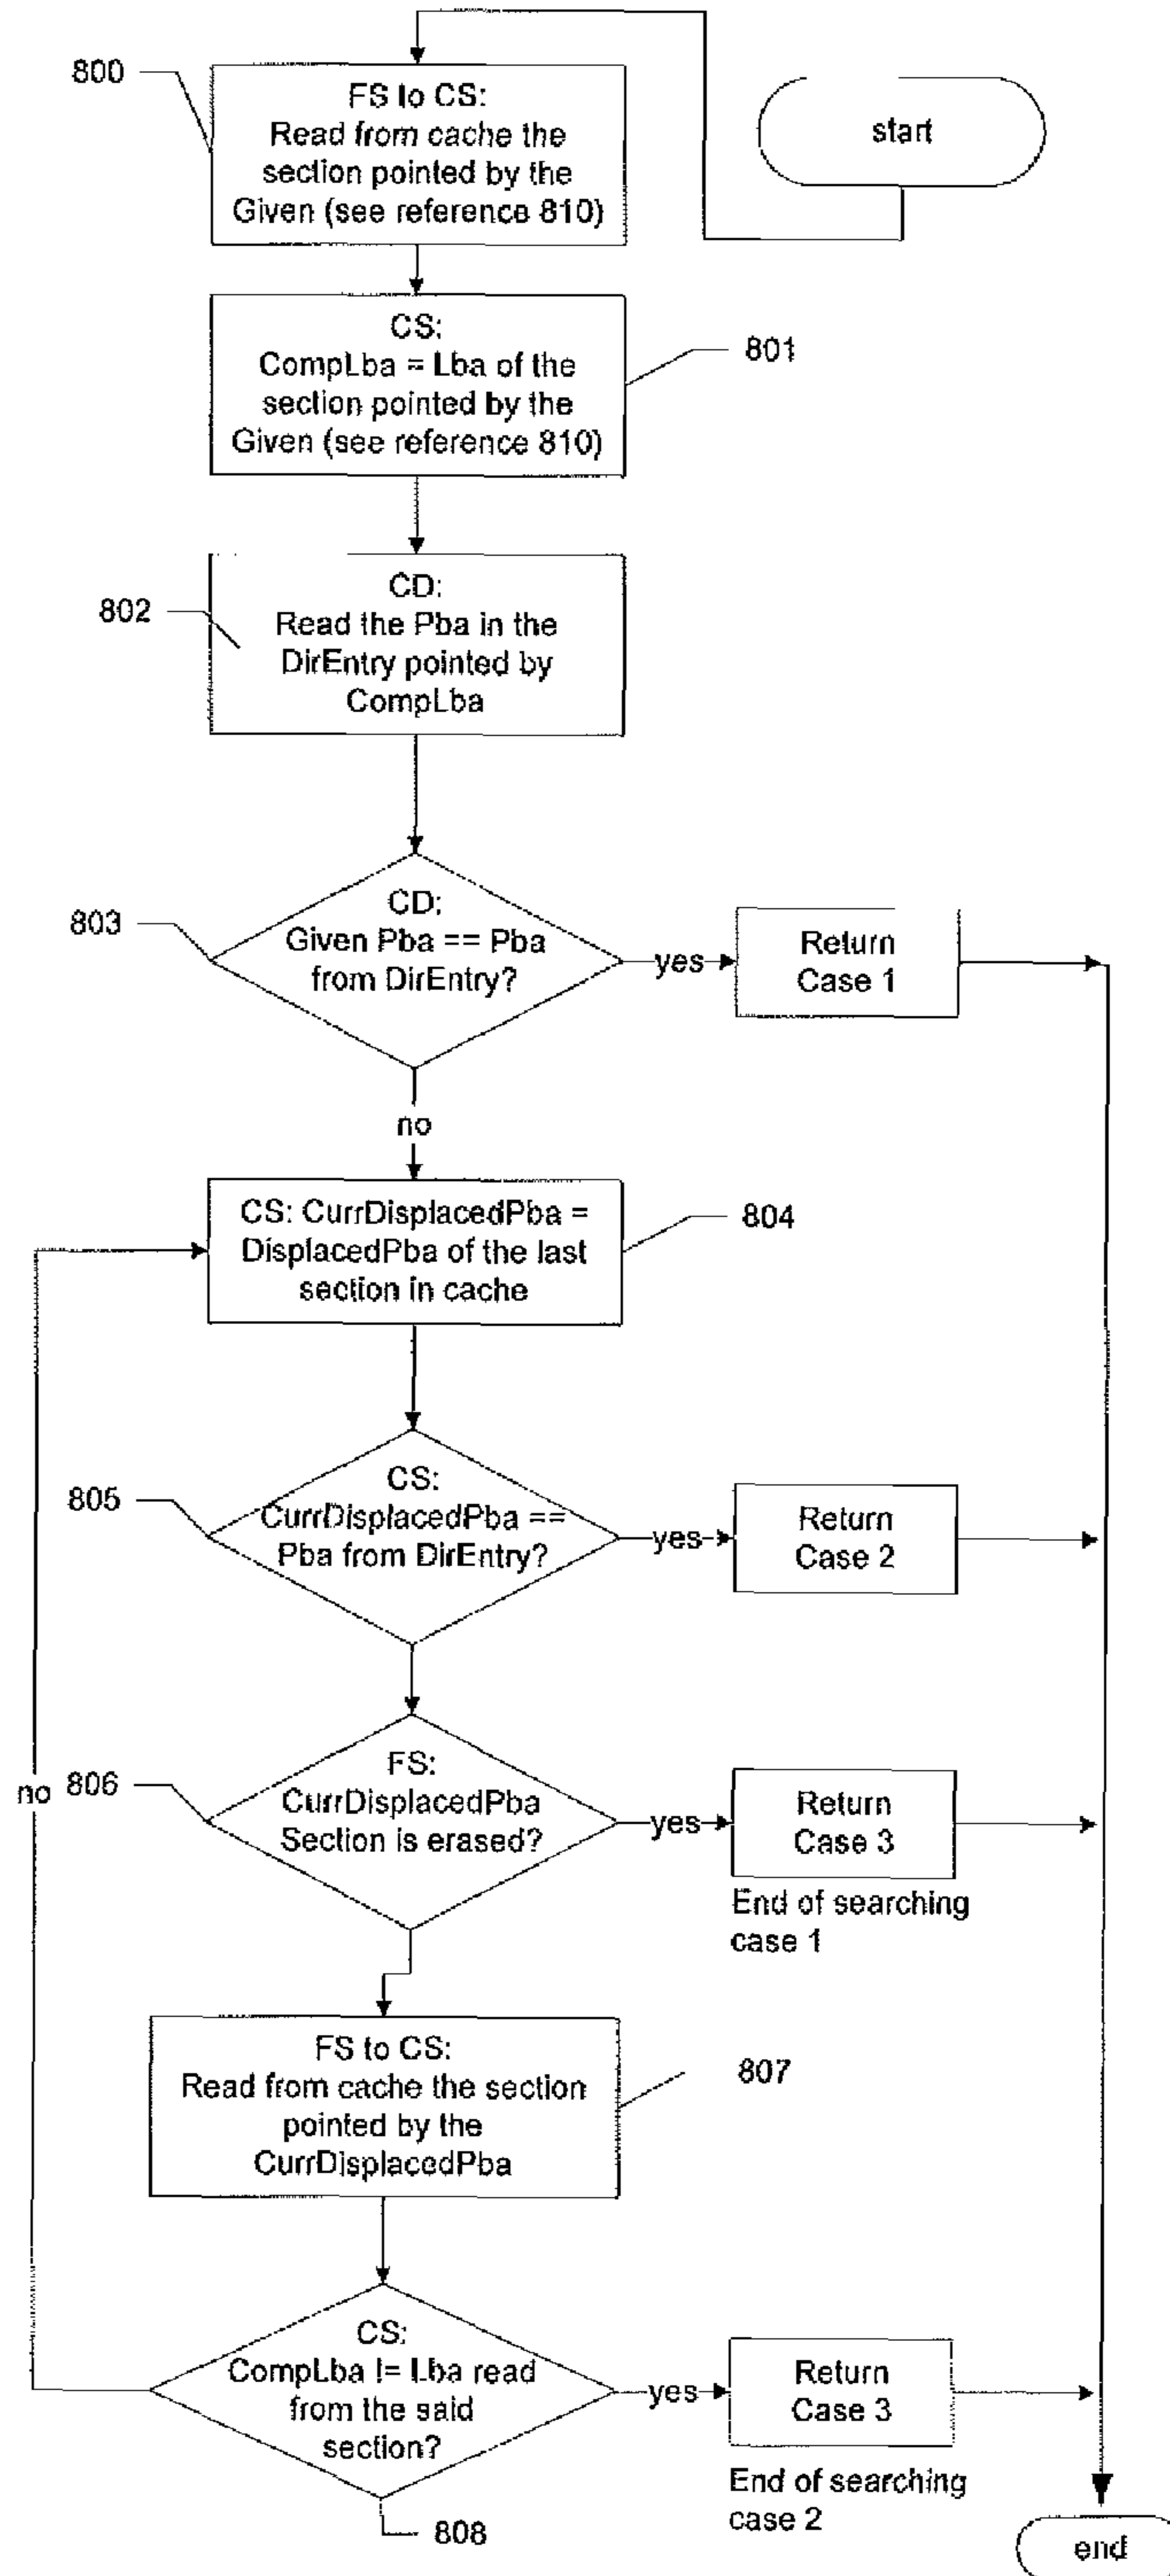 800
FS to CS:
Read from cache the
section pointed by the
Given (see reference 810)
start
CS:
CompLba = Lba of the
section pointed by the
Given (see reference 810)
801
802
CD:
Read the Pba in the
DirEntry pointed by
CompLba
803
CD:
Given Pba == Pba
from DirEntry?
yes
Return
Case 1
no
CS: CurrDisplacedPba =
DisplacedPba of the last
section in cache
804
805
CS:
CurrDisplacedPba ==
Pba from DirEntry?
yes
Return
Case 2
no
806
FS:
CurrDisplacedPba
Section is erased?
yes
Return
Case 3
End of searching
case 1
FS to CS:
Read from cache the section
pointed by the
CurrDisplacedPba
807
CS:
CompLba != Lba read
from the said
section?
yes
Return
Case 3
End of searching
case 2
808
end